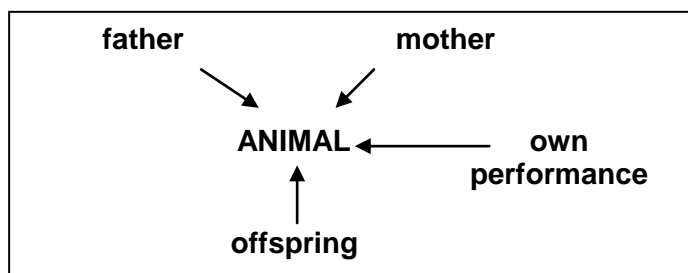 father mother
ANIMAL own
performance
offspring